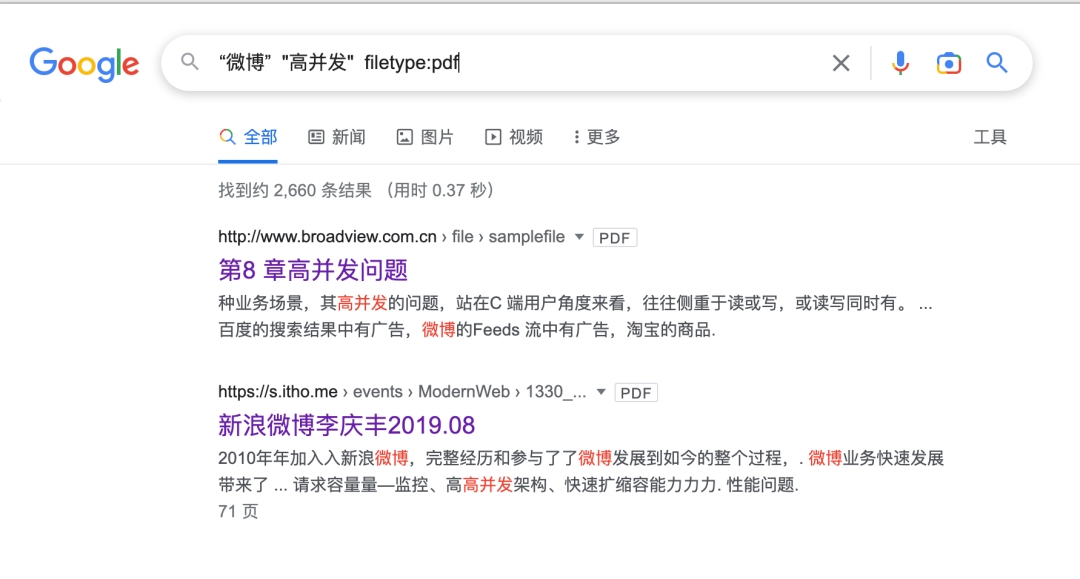 Google “微博” "高并发" filetype:pdf
全部 新闻 图片 视频 更多 工具
找到约 2,660 条结果 （用时 0.37 秒）
http://www.broadview.com.cn › file › samplefile PDF
第8 章高并发问题
种业务场景，其高并发的问题，站在C 端用户角度来看，往往侧重于读或写，或读写同时有。 ...
百度的搜索结果中有广告，微博的Feeds 流中有广告，淘宝的商品.
https://s.itho.me › events › ModernWeb › 1330_... PDF
新浪微博李庆丰2019.08
2010年年加入入新浪微博，完整经历和参与了了微博发展到如今的整个过程，. 微博业务快速发展
带来了 ... 请求容量量—监控、高高并发架构、快速扩缩容能力力力. 性能问题.
71 页